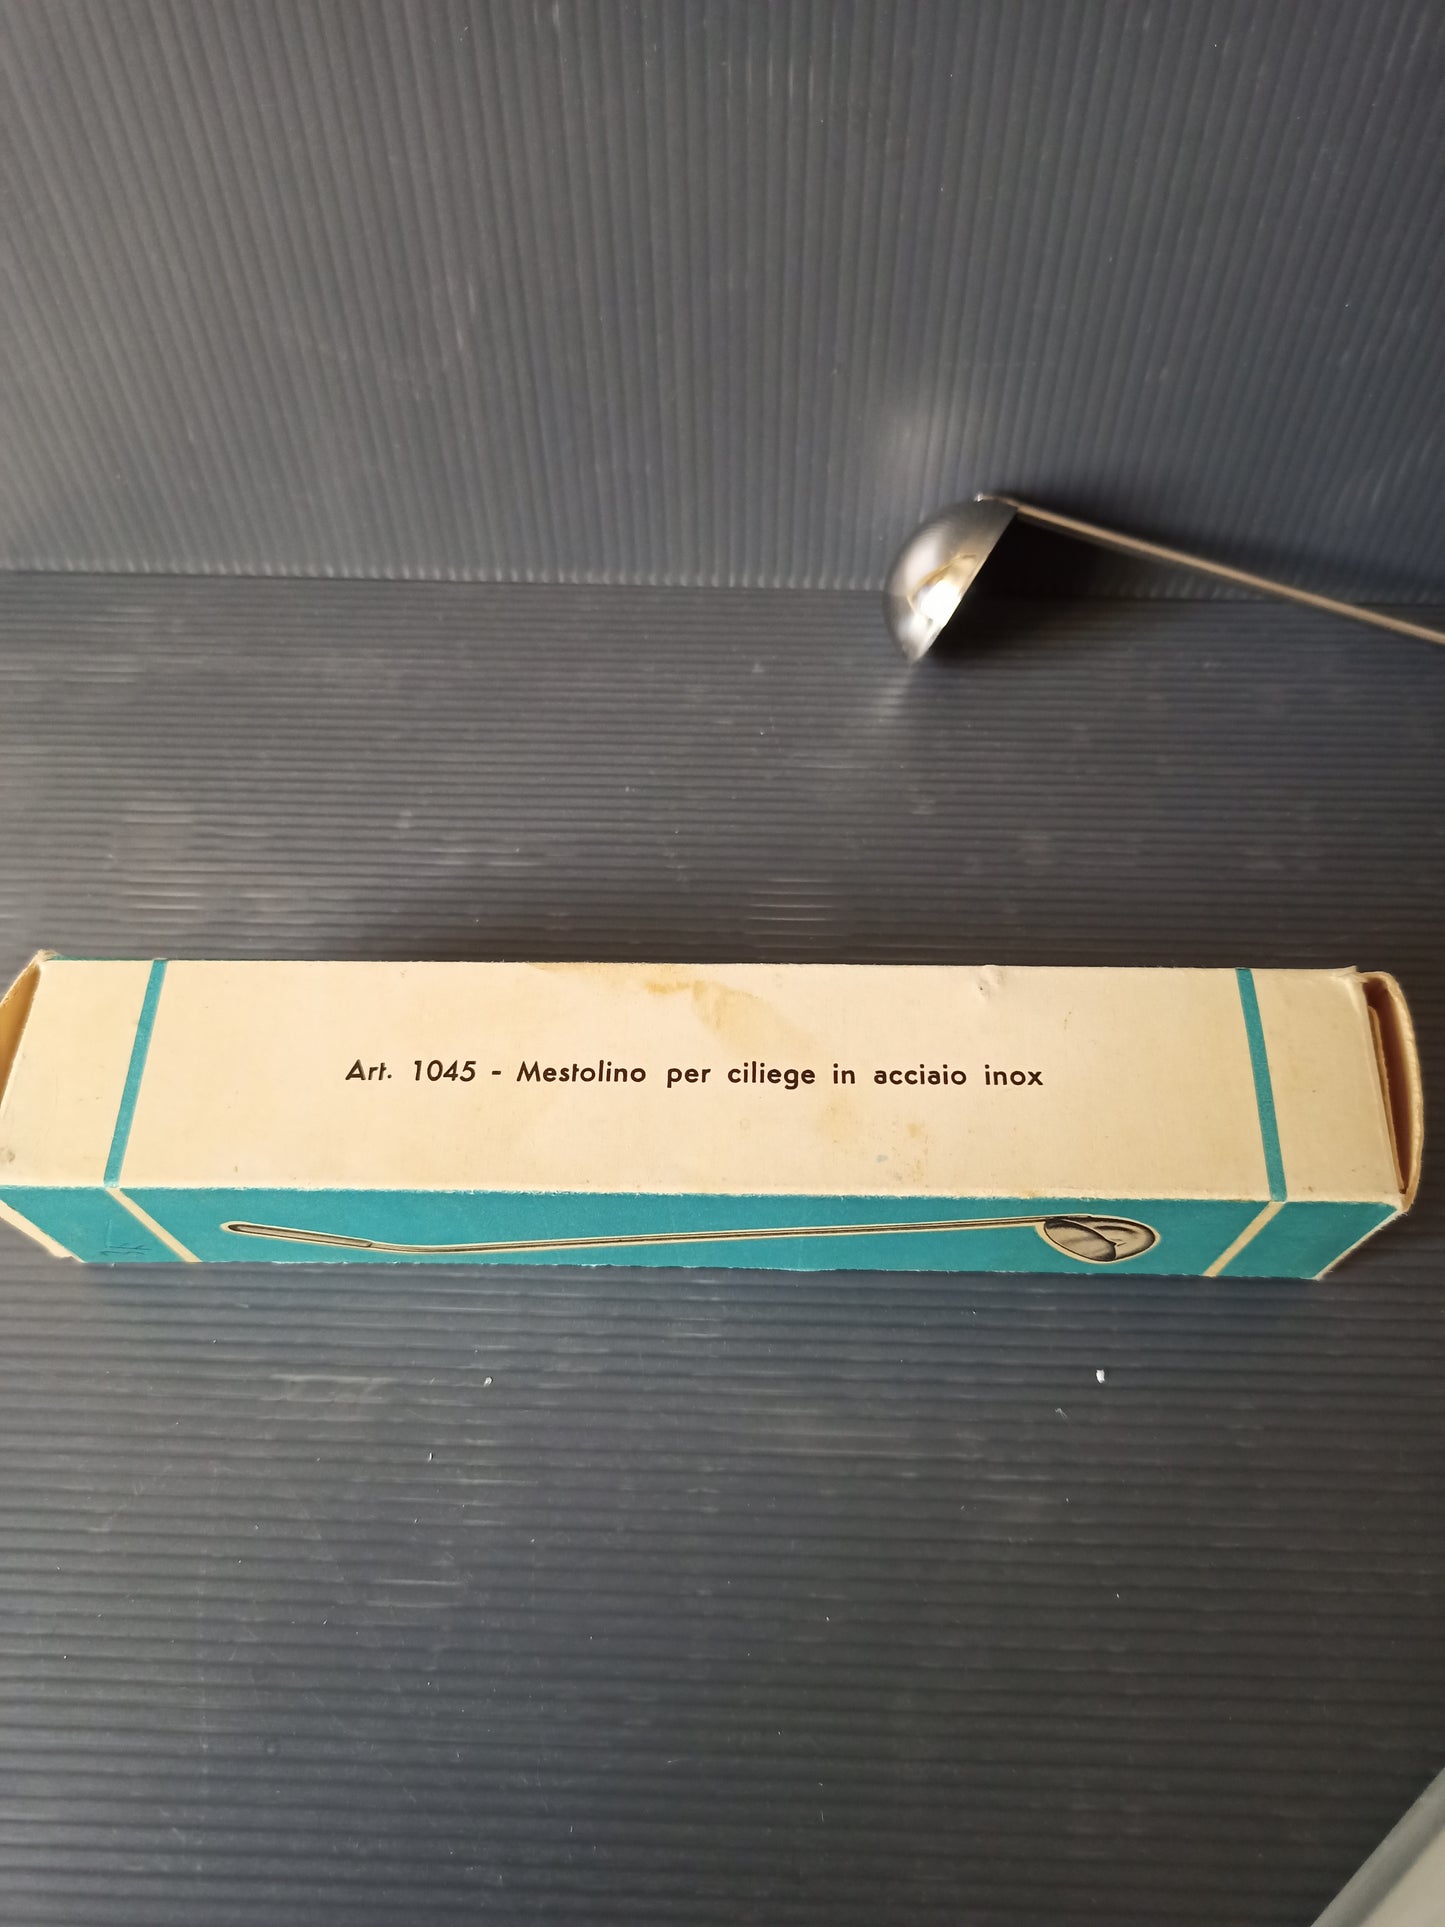 Art. 1045 - Mestolino per ciliege in acciaio inox